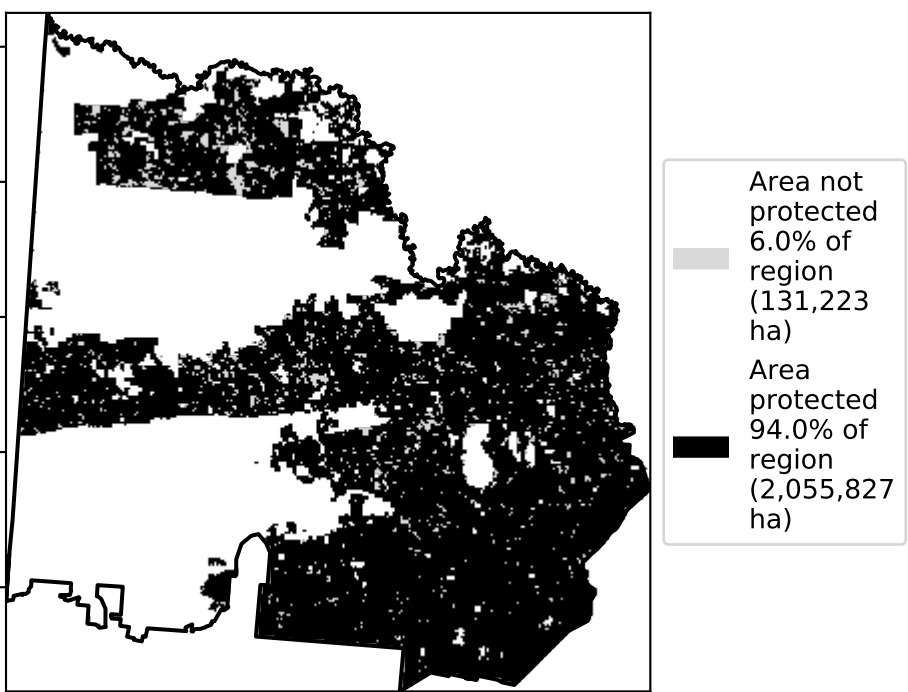 Area not
protected
6.0% of
region
(131,223
ha)
Area
protected
94.0% of
region
(2,055,827
ha)